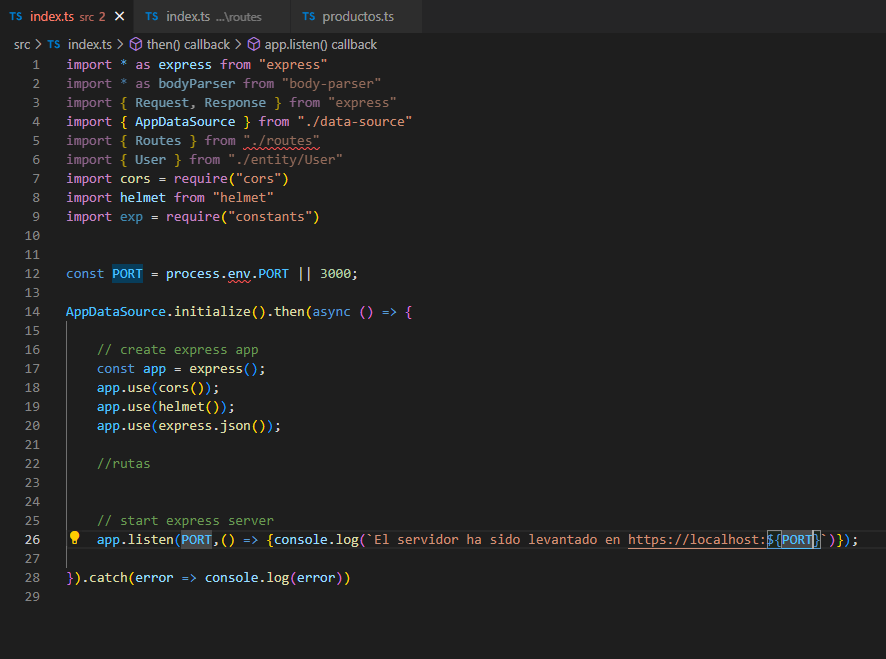 TS index.ts src 2 × TS index.ts ...\routes TS productos.ts
src > TS index.ts > then() callback > app.listen() callback
1 import * as express from "express"
2 import * as bodyParser from "body-parser"
3 import { Request, Response } from "express"
4 import { AppDataSource } from "./data-source"
5 import { Routes } from "./routes"
6 import { User } from "./entity/User"
7 import cors = require("cors")
8 import helmet from "helmet"
9 import exp = require("constants")
10
11
12 const PORT = process.env.PORT || 3000;
13
14 AppDataSource.initialize().then(async () => {
15
16 // create express app
17 const app = express();
18 app.use(cors());
19 app.use(helmet());
20 app.use(express.json());
21
22 //rutas
23
24
25 // start express server
26 app.listen(PORT,() => {console.log(`El servidor ha sido levantado en https://localhost:${PORT}`)});
27
28 }).catch(error => console.log(error))
29